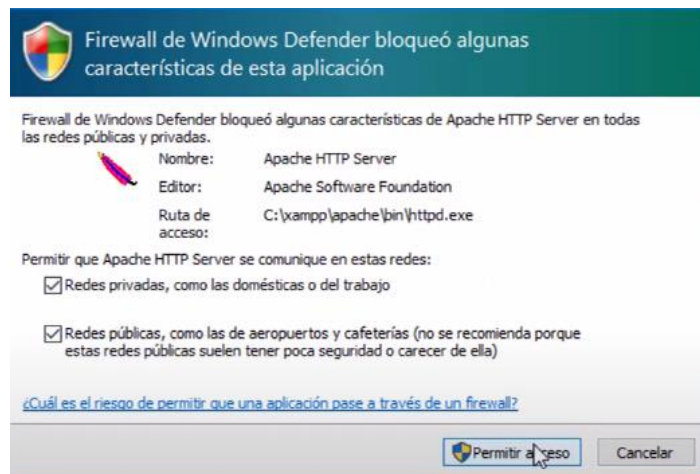 Firewall de Windows Defender bloqueó algunas
características de esta aplicación
Firewall de Windows Defender bloqueó algunas características de Apache HTTP Server en todas
las redes públicas y privadas.
Nombre: Apache HTTP Server
Editor: Apache Software Foundation
Ruta de C:\xampp\apache\bin\httpd.exe
acceso:
Permitir que Apache HTTP Server se comunique en estas redes:
Redes privadas, como las domésticas o del trabajo
Redes públicas, como las de aeropuertos y cafeterías (no se recomienda porque
estas redes públicas suelen tener poca seguridad o carecer de ella)
¿Cuál es el riesgo de permitir que una aplicación pase a través de un firewall?
Permitir acceso Cancelar